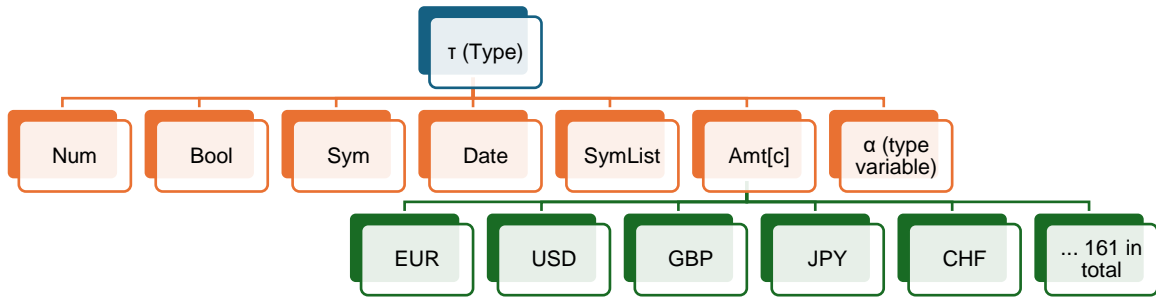 τ (Type)
Num
Bool
Sym
Date
SymList
Amt[c]
α (type
variable)
EUR
USD
GBP
JPY
CHF
... 161 in
total